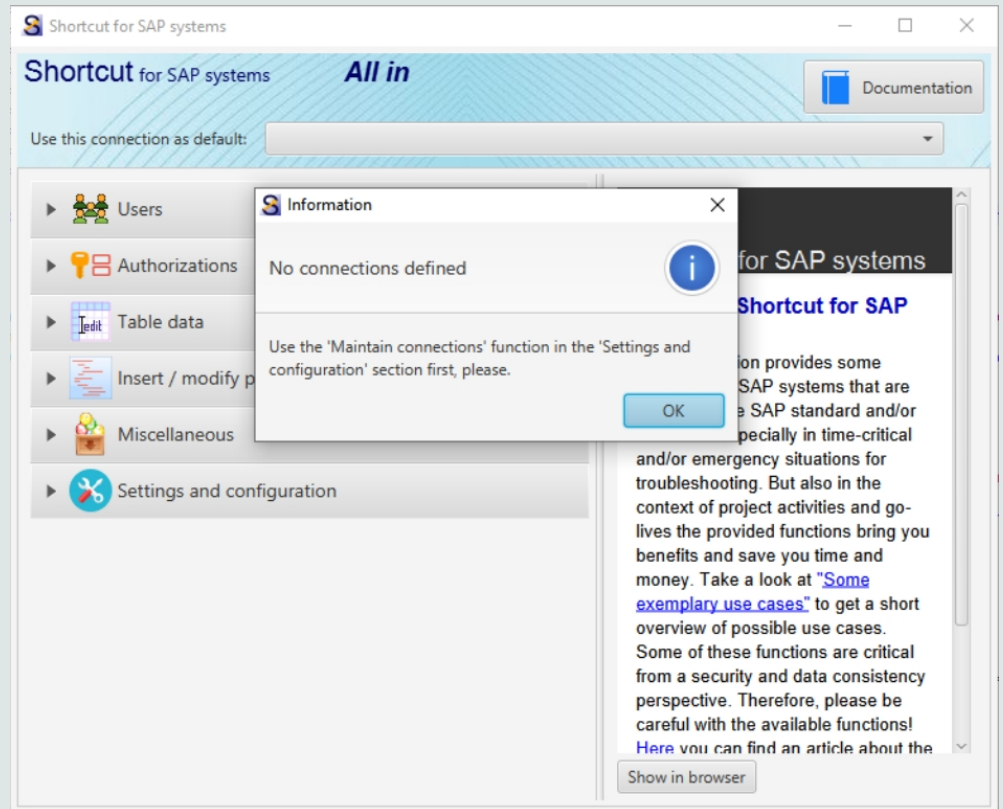 Shortcut for SAP systems
Shortcut for SAP systems All in
Documentation
Use this connection as default:
Users
Authorizations
edit
Table data
Insert / modify p
Miscellaneous
Settings and configuration
Information
No connections defined
i
Use the 'Maintain connections' function in the 'Settings and
configuration' section first, please.
OK
for SAP systems
Shortcut for SAP
ion provides some
SAP systems that are
e SAP standard and/or
pecially in time-critical
and/or emergency situations for
troubleshooting. But also in the
context of project activities and go-
lives the provided functions bring you
benefits and save you time and
money. Take a look at "Some
exemplary use cases" to get a short
overview of possible use cases.
Some of these functions are critical
from a security and data consistency
perspective. Therefore, please be
careful with the available functions!
Here you can find an article about the
Show in browser